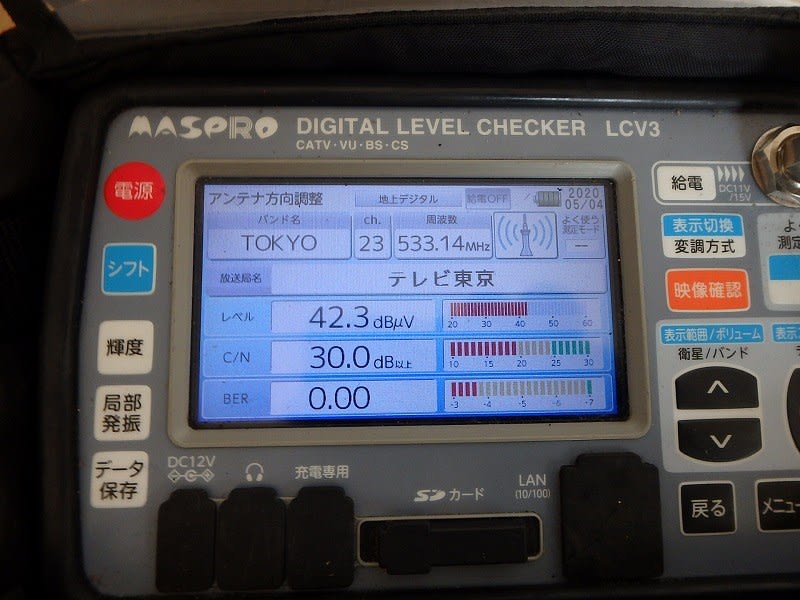 MASPRO DIGITAL LEVEL CHECKER LCV3
CATV・VU・BS・CS
電源
シフト
輝度
局部
発振
データ
保存
アンテナ方向調整 地上デジタル 給電OFF 2020
05/04
バンド名 ch. 周波数 よく使う
測定モード
TOKYO 23 533.14MHz --
放送局名 テレビ東京
レベル 42.3 dBμV
20 30 40 50 60
C/N 30.0 dB以上
10 15 20 25 30
BER 0.00
-3 -4 -5 -6 -7
給電 DC11V
/15V
表示切換
変調方式
映像確認
表示範囲/ボリューム
衛星/バンド
戻る
メニュー
DC12V
充電専用
SDカード
LAN
(10/100)